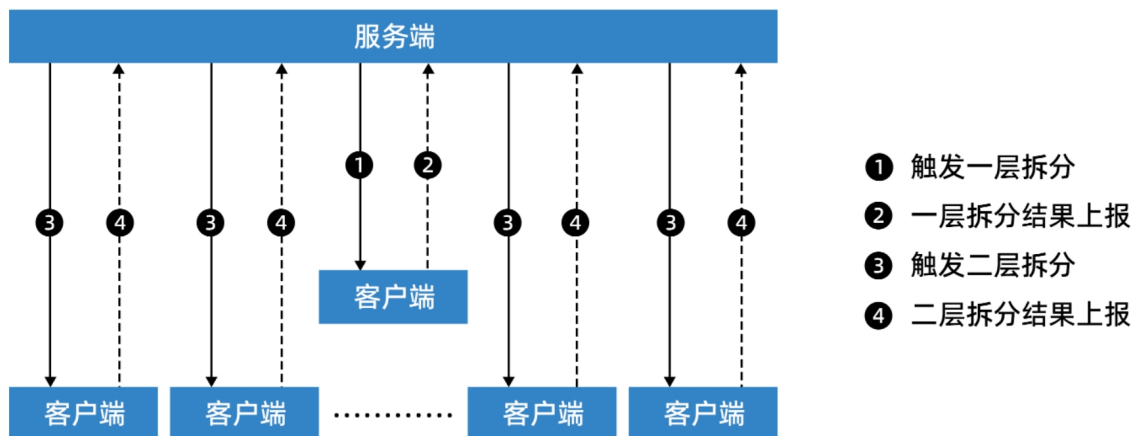 服务端
1
2
3
4
3
4
3
4
3
4
客户端
客户端
客户端
............
客户端
客户端
1 触发一层拆分
2 一层拆分结果上报
3 触发二层拆分
4 二层拆分结果上报